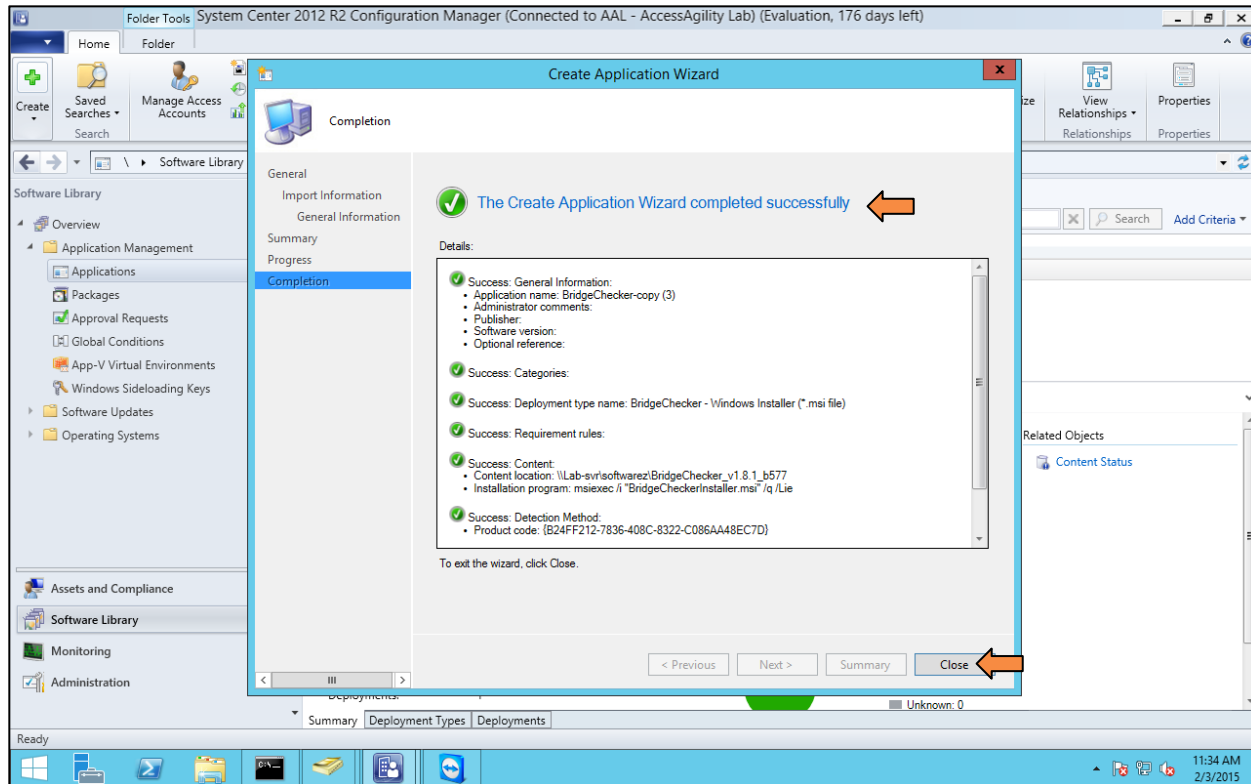 Folder Tools System Center 2012 R2 Configuration Manager (Connected to AAL - AccessAgility Lab) (Evaluation, 176 days left)
Home Folder
Create
Saved Searches
Search
Manage Access Accounts
ize
View Relationships
Relationships
Properties
Properties
\ Software Library
Software Library
Overview
Application Management
Applications
Packages
Approval Requests
Global Conditions
App-V Virtual Environments
Windows Sideloading Keys
Software Updates
Operating Systems
Assets and Compliance
Software Library
Monitoring
Administration
Create Application Wizard
Completion
General
Import Information
General Information
Summary
Progress
Completion
The Create Application Wizard completed successfully
Details:
Success: General Information:
• Application name: BridgeChecker-copy (3)
• Administrator comments:
• Publisher:
• Software version:
• Optional reference:
Success: Categories:
Success: Deployment type name: BridgeChecker - Windows Installer (*.msi file)
Success: Requirement rules:
Success: Content:
• Content location: \\Lab-svr\softwarez\BridgeChecker_v1.8.1_b577
• Installation program: msiexec /i "BridgeCheckerInstaller.msi" /q /Lie
Success: Detection Method:
• Product code: {B24FF212-7836-408C-8322-C086AA48EC7D}
To exit the wizard, click Close.
< Previous Next > Summary Close
Search Add Criteria
Related Objects
Content Status
Deployments:
Unknown: 0
Summary Deployment Types Deployments
Ready
11:34 AM
2/3/2015